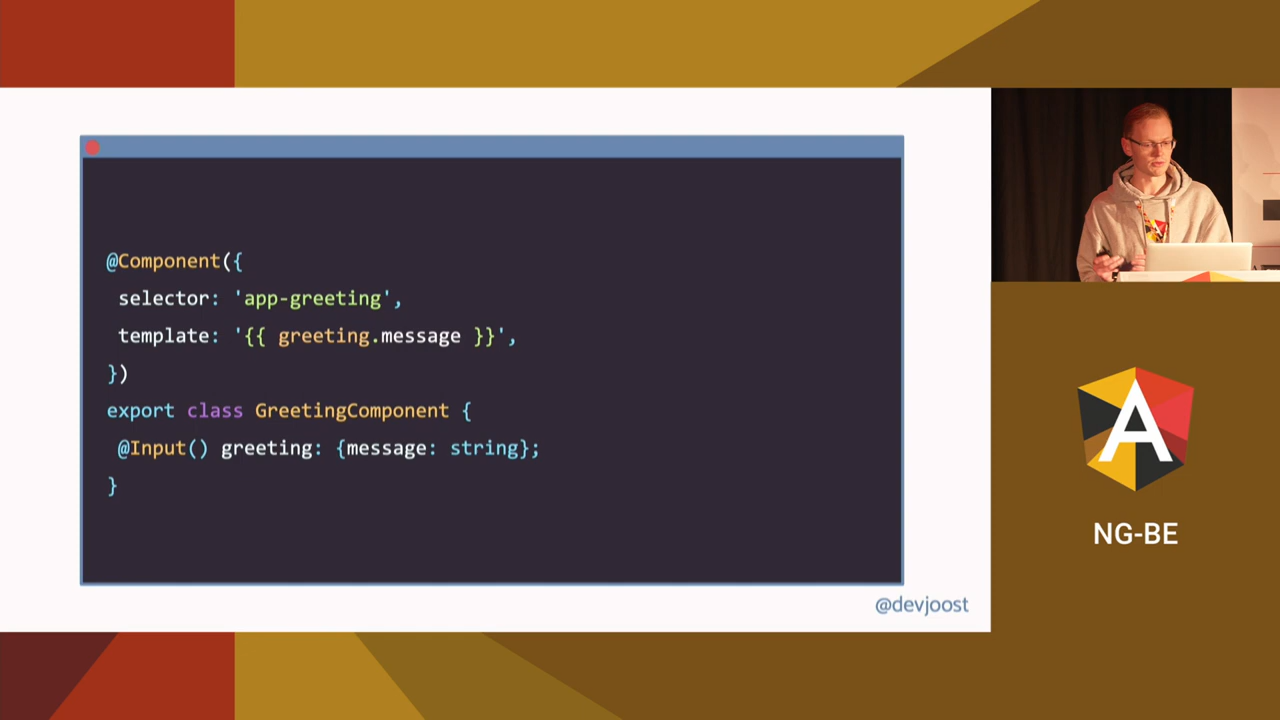 @Component({
selector: 'app-greeting',
template: '{{ greeting.message }}',
})
export class GreetingComponent {
@Input() greeting: {message: string};
}
@devjoost
A
NG-BE